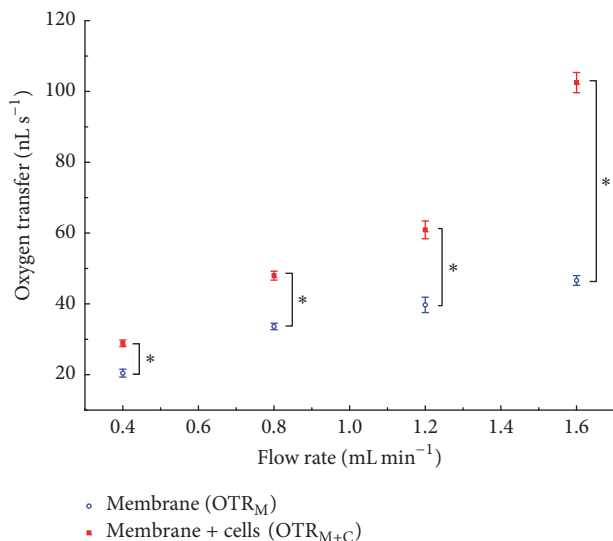 120
100
80
60
40
20
Oxygen transfer (nL s⁻¹)
*
*
*
*
0.4 0.6 0.8 1.0 1.2 1.4 1.6
Flow rate (mL min⁻¹)
Membrane (OTR_M)
Membrane + cells (OTR_M+C)